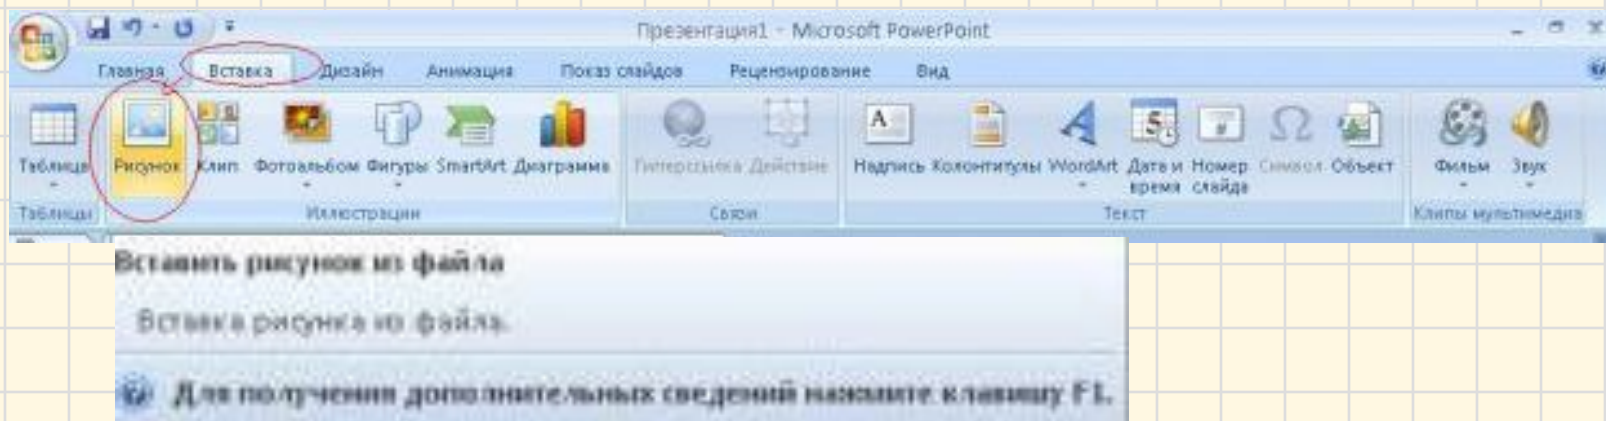 Презентация1 - Microsoft PowerPoint
Главная Вставка Дизайн Анимация Показ слайдов Рецензирование Вид
Таблица Рисунок Клип Фотоальбом Фигуры SmartArt Диаграмма Гиперссылка Действие Надпись Колонтитулы WordArt Дата и время Номер слайда Символ Объект Фильм Звук
Таблицы Иллюстрации Связи Текст Клипы мультимедиа
Вставить рисунок из файла
Вставка рисунка из файла.
Для получения дополнительных сведений нажмите клавишу F1.